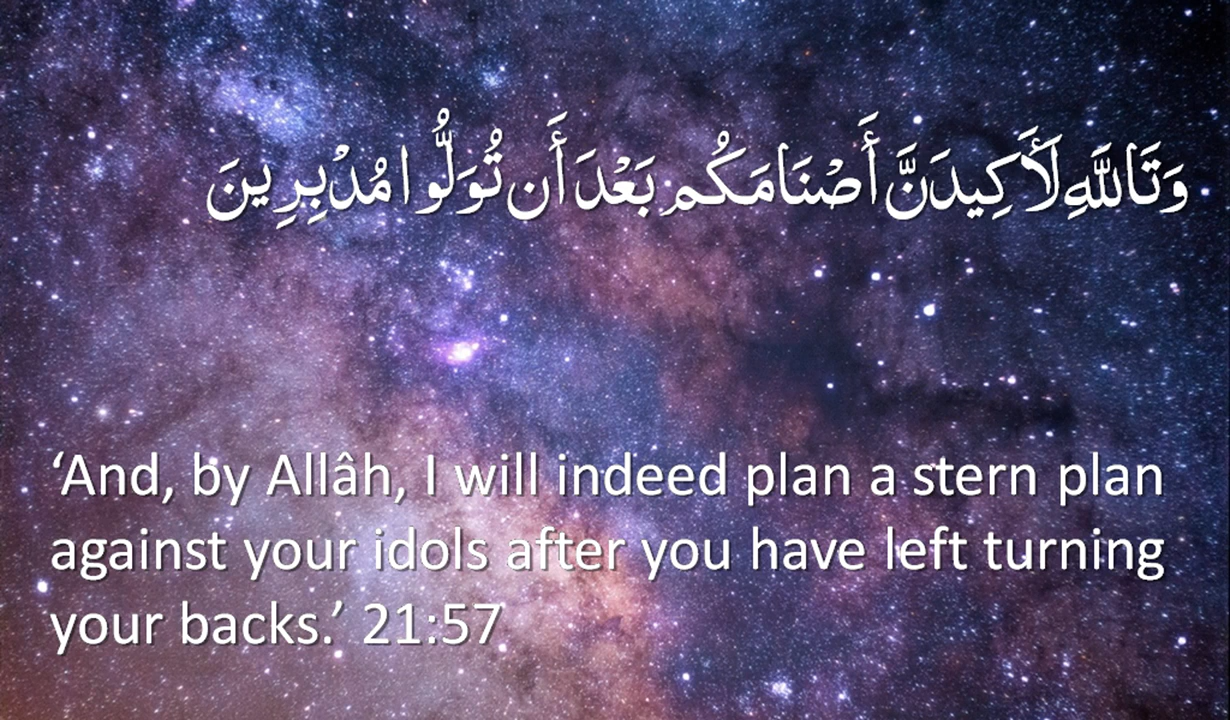 وَتَاللَّهِ لَأَكِيدَنَّ أَصْنَامَكُم بَعْدَ أَن تُوَلُّوا مُدْبِرِينَ
‘And, by Allâh, I will indeed plan a stern plan
against your idols after you have left turning
your backs.’ 21:57